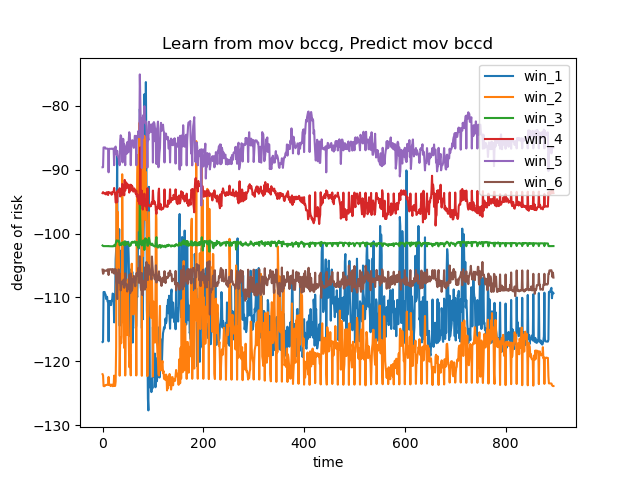 Learn from mov bccg, Predict mov bccd
degree of risk
−80
−90
−100
−110
−120
−130
0
200
400
600
800
time
win_1
win_2
win_3
win_4
win_5
win_6